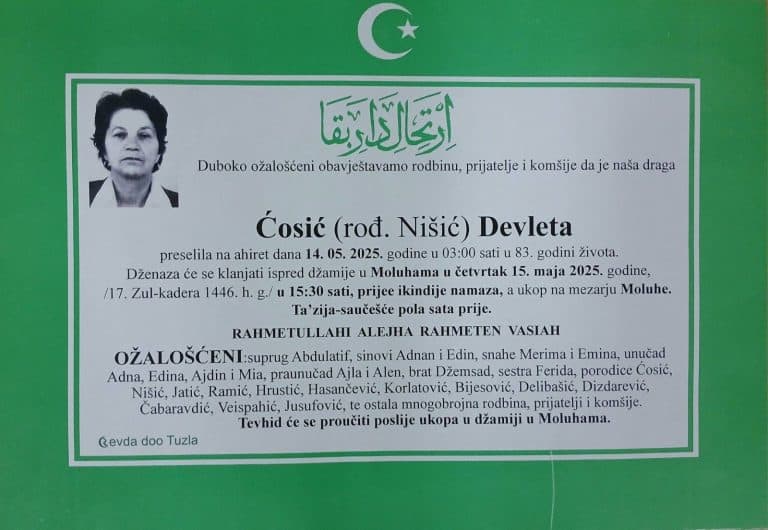 ارتحال دار بقا
Duboko ožalošćeni obavještavamo rodbinu, prijatelje i komšije da je naša draga
Ćosić (rođ. Nišić) Devleta
preselila na ahiret dana 14. 05. 2025. godine u 03:00 sati u 83. godini života.
Dženaza će se klanjati ispred džamije u Moluhama u četvrtak 15. maja 2025. godine,
/17. Zul-kadera 1446. h. g./ u 15:30 sati, prijee ikindije namaza, a ukop na mezarju Moluhe.
Ta'zija-saučešće pola sata prije.
RAHMETULLAHI ALEJHA RAHMETEN VASIAH
OŽALOŠĆENI:suprug Abdulatif, sinovi Adnan i Edin, snahe Merima i Emina, unučad
Adna, Edina, Ajdin i Mia, praunučad Ajla i Alen, brat Džemsad, sestra Ferida, porodice Ćosić,
Nišić, Jatić, Ramić, Hrustić, Hasančević, Korlatović, Bijesović, Delibašić, Dizdarević,
Čabaravdić, Veispahić, Jusufović, te ostala mnogobrojna rodbina, prijatelji i komšije.
Tevhid će se proučiti poslije ukopa u džamiji u Moluhama.
Cevda doo Tuzla